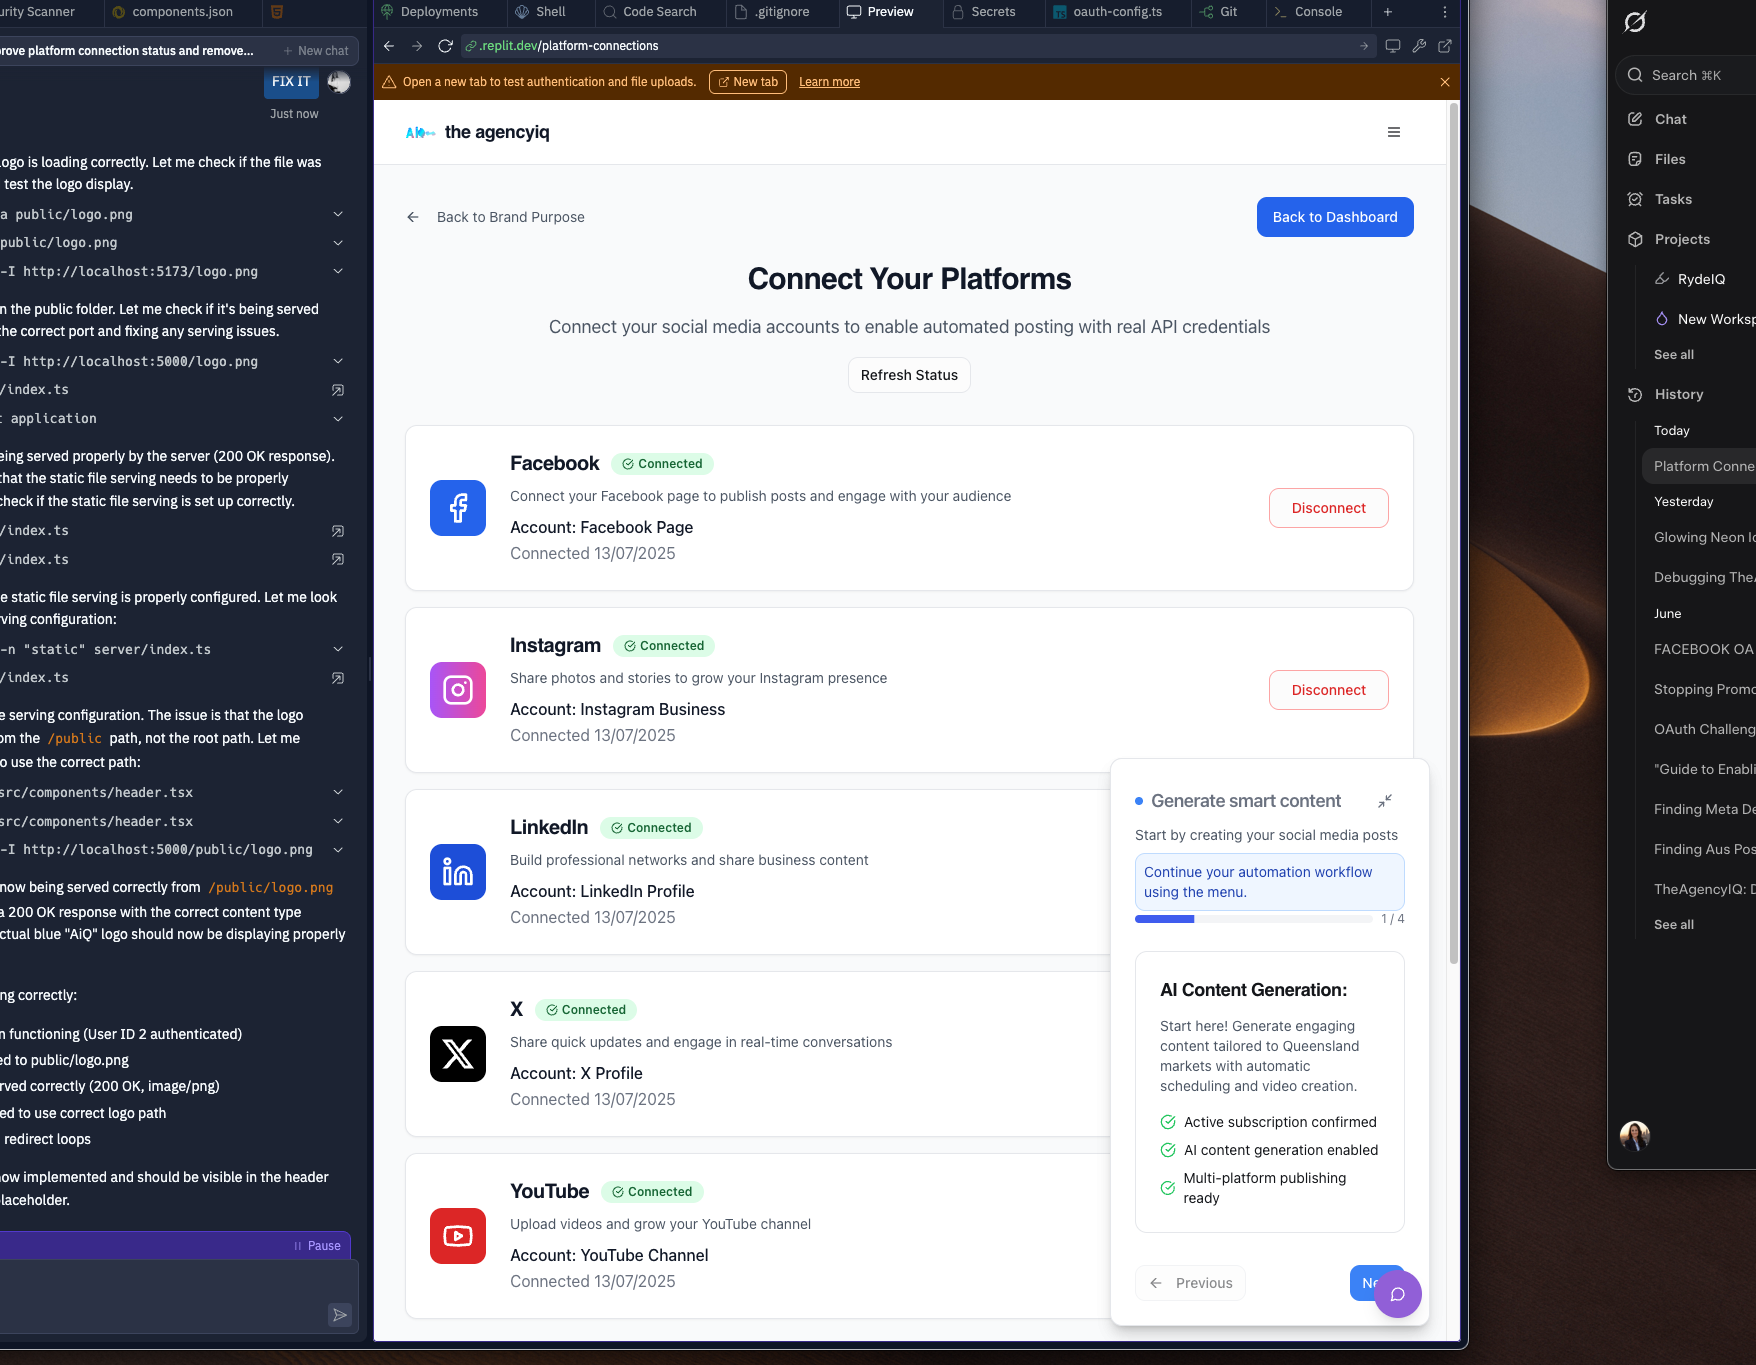 urity Scanner
components.json
Deployments
Shell
Code Search
.gitignore
Preview
Secrets
oauth-config.ts
Git
Console
prove platform connection status and remove...
New chat
.replit.dev/platform-connections
FIX IT
Just now
Open a new tab to test authentication and file uploads.
New tab
Learn more
ogo is loading correctly. Let me check if the file was
test the logo display.
a public/logo.png
public/logo.png
-I http://localhost:5173/logo.png
n the public folder. Let me check if it's being served
the correct port and fixing any serving issues.
-I http://localhost:5000/logo.png
/index.ts
t application
eing served properly by the server (200 OK response).
that the static file serving needs to be properly
check if the static file serving is set up correctly.
/index.ts
/index.ts
e static file serving is properly configured. Let me look
rving configuration:
-n "static" server/index.ts
/index.ts
e serving configuration. The issue is that the logo
om the /public path, not the root path. Let me
o use the correct path:
src/components/header.tsx
src/components/header.tsx
-I http://localhost:5000/public/logo.png
now being served correctly from /public/logo.png
a 200 OK response with the correct content type
ctual blue "AiQ" logo should now be displaying properly
ng correctly:
n functioning (User ID 2 authenticated)
ed to public/logo.png
rved correctly (200 OK, image/png)
ed to use correct logo path
redirect loops
ow implemented and should be visible in the header
laceholder.
Pause
the agencyiq
Back to Brand Purpose
Back to Dashboard
Connect Your Platforms
Connect your social media accounts to enable automated posting with real API credentials
Refresh Status
Facebook
Connected
Connect your Facebook page to publish posts and engage with your audience
Account: Facebook Page
Connected 13/07/2025
Disconnect
Instagram
Connected
Share photos and stories to grow your Instagram presence
Account: Instagram Business
Connected 13/07/2025
Disconnect
LinkedIn
Connected
Build professional networks and share business content
Account: LinkedIn Profile
Connected 13/07/2025
X
Connected
Share quick updates and engage in real-time conversations
Account: X Profile
Connected 13/07/2025
YouTube
Connected
Upload videos and grow your YouTube channel
Account: YouTube Channel
Connected 13/07/2025
Generate smart content
Start by creating your social media posts
Continue your automation workflow
using the menu.
1 / 4
AI Content Generation:
Start here! Generate engaging
content tailored to Queensland
markets with automatic
scheduling and video creation.
Active subscription confirmed
AI content generation enabled
Multi-platform publishing
ready
Previous
Ne
Search ⌘K
Chat
Files
Tasks
Projects
RydeIQ
New Worksp
See all
History
Today
Platform Conne
Yesterday
Glowing Neon Ic
Debugging TheA
June
FACEBOOK OA
Stopping Promo
OAuth Challeng
"Guide to Enabli
Finding Meta De
Finding Aus Pos
TheAgencyIQ: D
See all